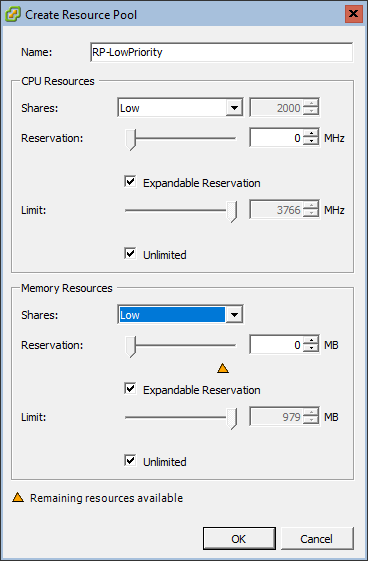 Create Resource Pool
Name: RP-LowPriority
CPU Resources
Shares: Low 2000
Reservation: 0 MHz
Expandable Reservation
Limit: 3766 MHz
Unlimited
Memory Resources
Shares: Low
Reservation: 0 MB
Expandable Reservation
Limit: 979 MB
Unlimited
Remaining resources available
OK Cancel